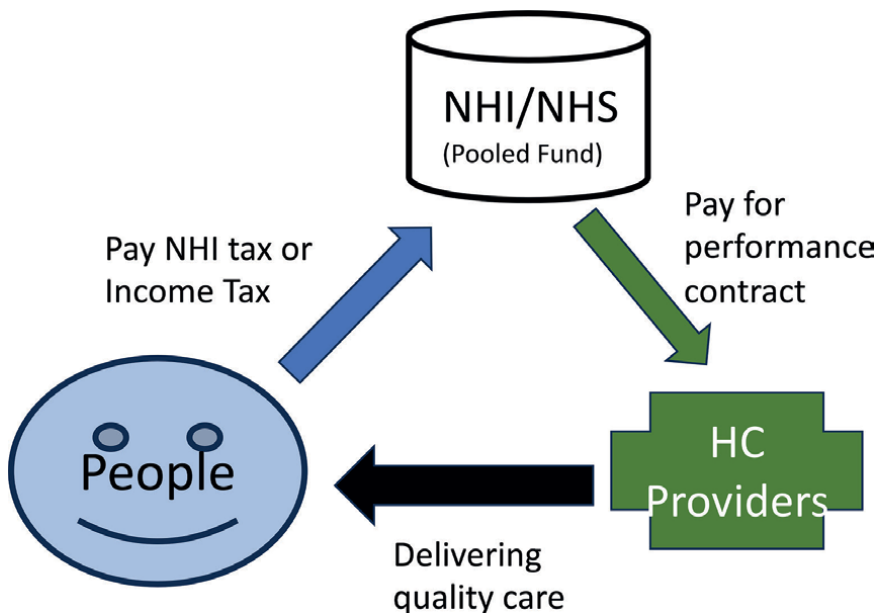 NHI/NHS
(Pooled Fund)
Pay NHI tax or
Income Tax
Pay for
performance
contract
People
HC
Providers
Delivering
quality care